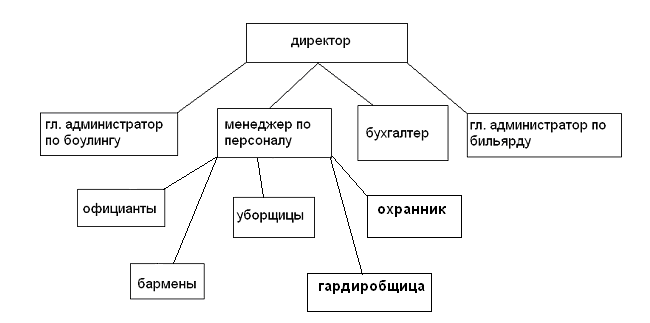 директор
гл. администратор
по боулингу
менеджер по
персоналу
бухгалтер
гл. администратор по
бильярду
официанты
уборщицы
охранник
бармены
гардиробщица